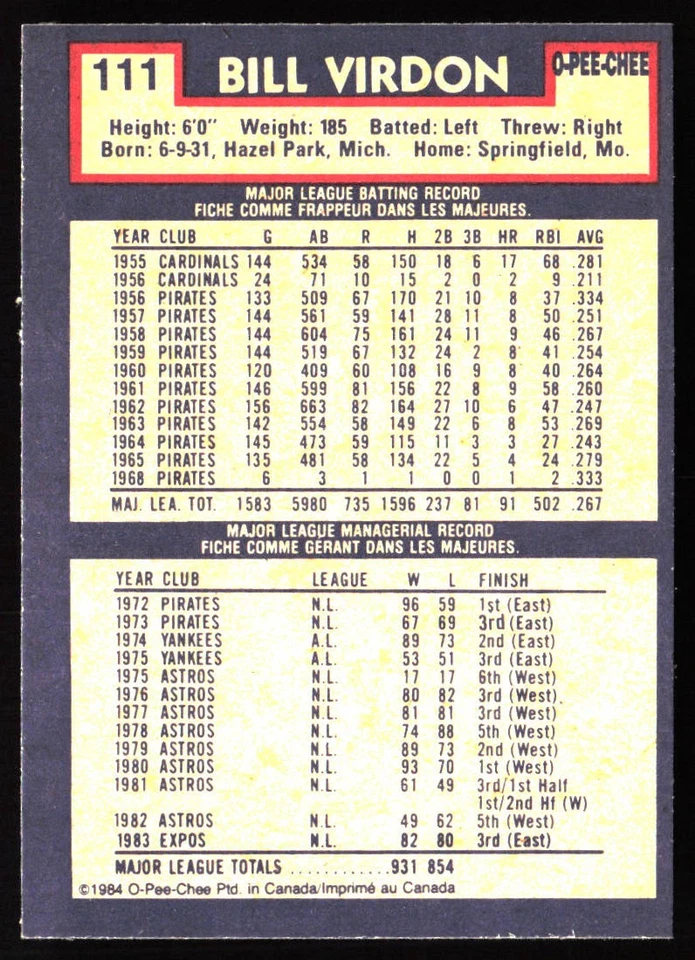 111 BILL VIRDON O-PEE-CHEE
Height: 6'0" Weight: 185 Batted: Left Threw: Right
Born: 6-9-31, Hazel Park, Mich. Home: Springfield, Mo.
MAJOR LEAGUE BATTING RECORD
FICHE COMME FRAPPEUR DANS LES MAJEURES.
YEAR CLUB G AB R H 2B 3B HR RBI AVG
1955 CARDINALS 144 534 58 150 18 6 17 68 .281
1956 CARDINALS 24 71 10 15 2 0 2 9 .211
1956 PIRATES 133 509 67 170 21 10 8 37 .334
1957 PIRATES 144 561 59 141 28 11 8 50 .251
1958 PIRATES 144 604 75 161 24 11 9 46 .267
1959 PIRATES 144 519 67 132 24 2 8 41 .254
1960 PIRATES 120 409 60 108 16 9 8 40 .264
1961 PIRATES 146 599 81 156 22 8 9 58 .260
1962 PIRATES 156 663 82 164 27 10 6 47 .247
1963 PIRATES 142 554 58 149 22 6 8 53 .269
1964 PIRATES 145 473 59 115 11 3 3 27 .243
1965 PIRATES 135 481 58 134 22 5 4 24 .279
1968 PIRATES 6 3 1 1 0 0 1 2 .333
MAJ. LEA. TOT. 1583 5980 735 1596 237 81 91 502 .267
MAJOR LEAGUE MANAGERIAL RECORD
FICHE COMME GÉRANT DANS LES MAJEURES.
YEAR CLUB LEAGUE W L FINISH
1972 PIRATES N.L. 96 59 1st (East)
1973 PIRATES N.L. 67 69 3rd (East)
1974 YANKEES A.L. 89 73 2nd (East)
1975 YANKEES A.L. 53 51 3rd (East)
1975 ASTROS N.L. 17 17 6th (West)
1976 ASTROS N.L. 80 82 3rd (West)
1977 ASTROS N.L. 81 81 3rd (West)
1978 ASTROS N.L. 74 88 5th (West)
1979 ASTROS N.L. 89 73 2nd (West)
1980 ASTROS N.L. 93 70 1st (West)
1981 ASTROS N.L. 61 49 3rd/1st Half
1st/2nd Hf (W)
1982 ASTROS N.L. 49 62 5th (West)
1983 EXPOS N.L. 82 80 3rd (East)
MAJOR LEAGUE TOTALS ............931 854
©1984 O-Pee-Chee Ptd. in Canada/Imprimé au Canada